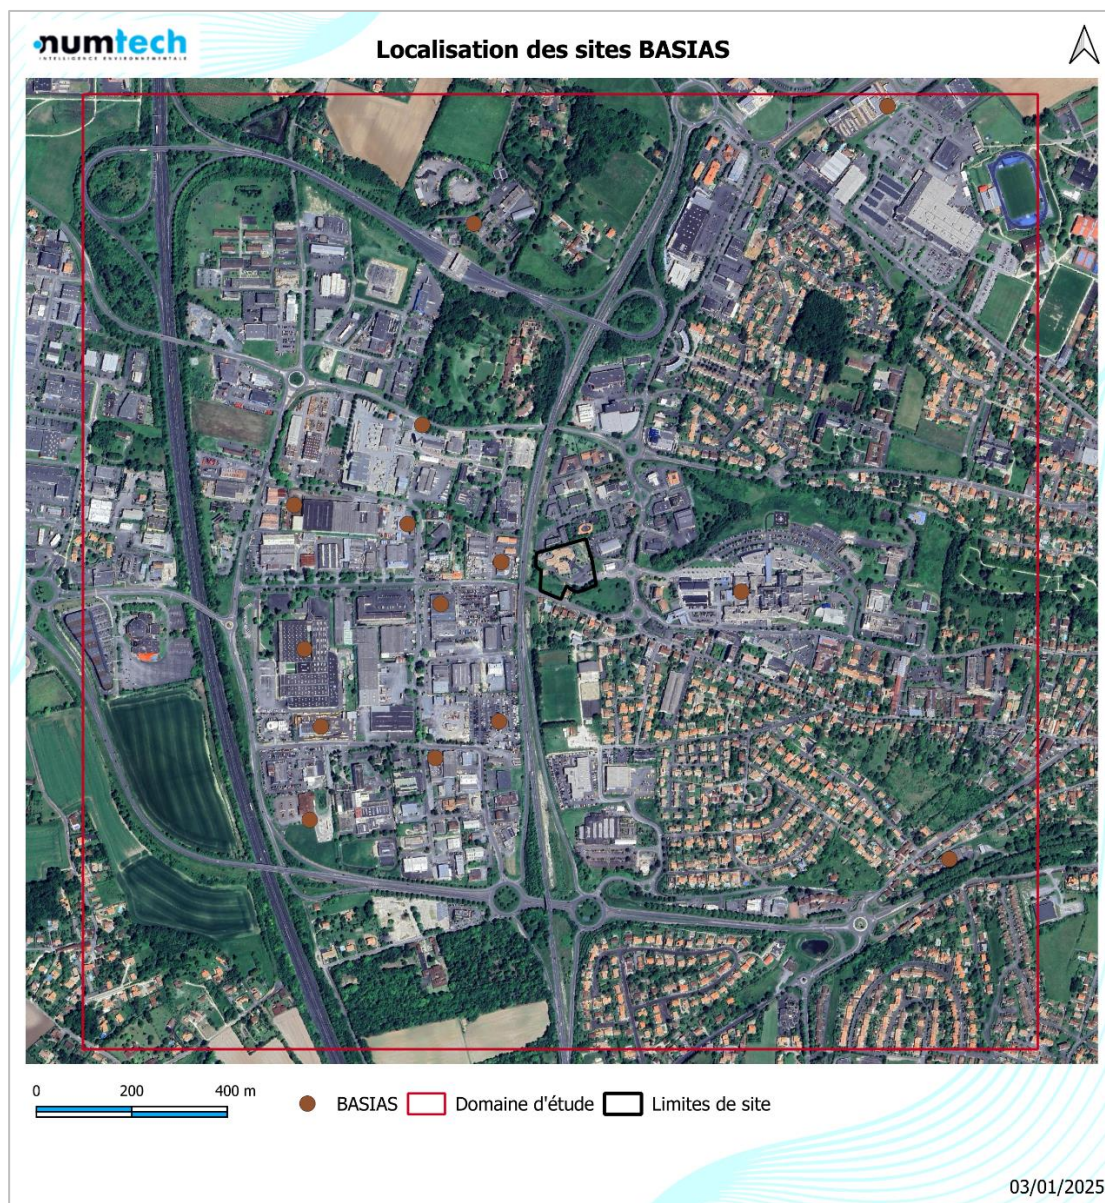 numtech
INTELLIGENCE ENVIRONNEMENTALE
Localisation des sites BASIAS
0 200 400 m
BASIAS Domaine d'étude Limites de site
03/01/2025